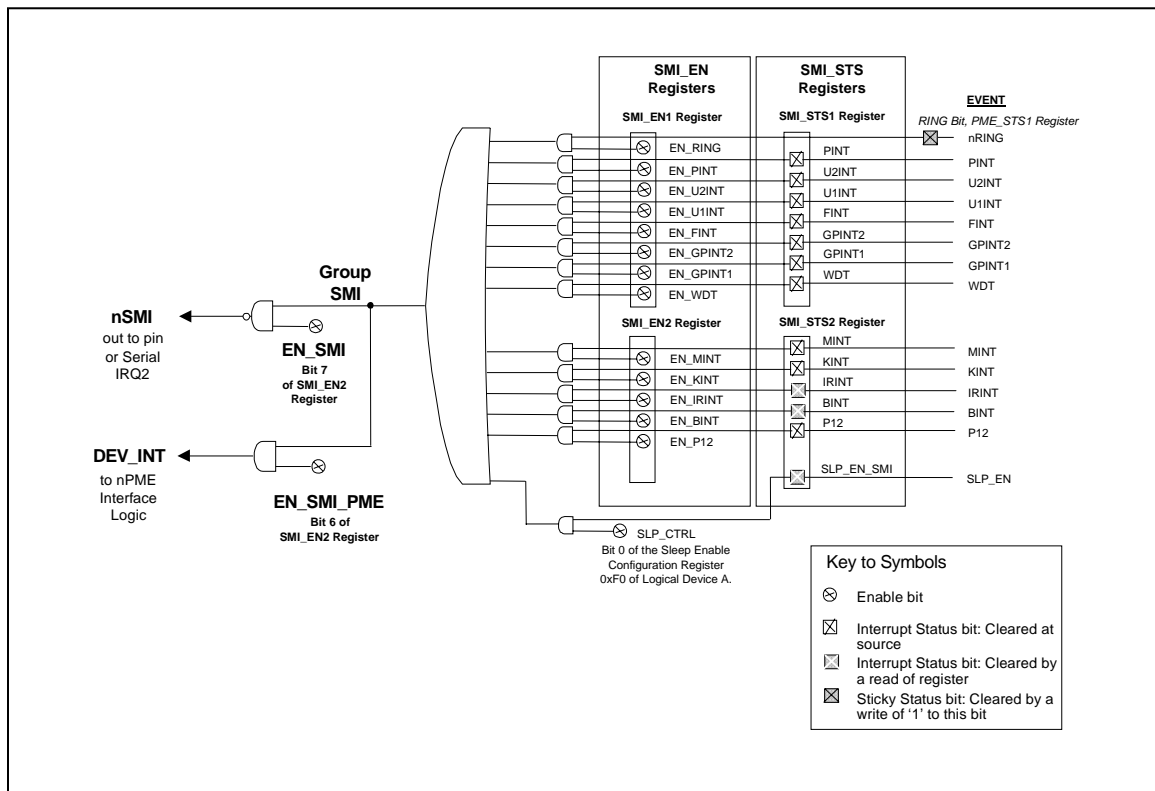 SMI_EN
Registers
SMI_STS
Registers
EVENT
SMI_EN1 Register
SMI_STS1 Register
RING Bit, PME_STS1 Register
nRING
EN_RING
PINT
PINT
EN_PINT
U2INT
U2INT
EN_U2INT
U1INT
U1INT
EN_U1INT
FINT
FINT
EN_FINT
GPINT2
GPINT2
EN_GPINT2
GPINT1
GPINT1
EN_GPINT1
WDT
WDT
EN_WDT
Group
SMI
nSMI
out to pin
or Serial
IRQ2
EN_SMI
Bit 7
of SMI_EN2
Register
SMI_EN2 Register
SMI_STS2 Register
MINT
MINT
EN_MINT
KINT
KINT
EN_KINT
IRINT
IRINT
EN_IRINT
BINT
BINT
EN_BINT
P12
P12
EN_P12
DEV_INT
to nPME
Interface
Logic
EN_SMI_PME
Bit 6 of
SMI_EN2 Register
SLP_EN_SMI
SLP_EN
SLP_CTRL
Bit 0 of the Sleep Enable
Configuration Register
0xF0 of Logical Device A.
Key to Symbols
Enable bit
Interrupt Status bit: Cleared at
source
Interrupt Status bit: Cleared by
a read of register
Sticky Status bit: Cleared by a
write of ‘1’ to this bit